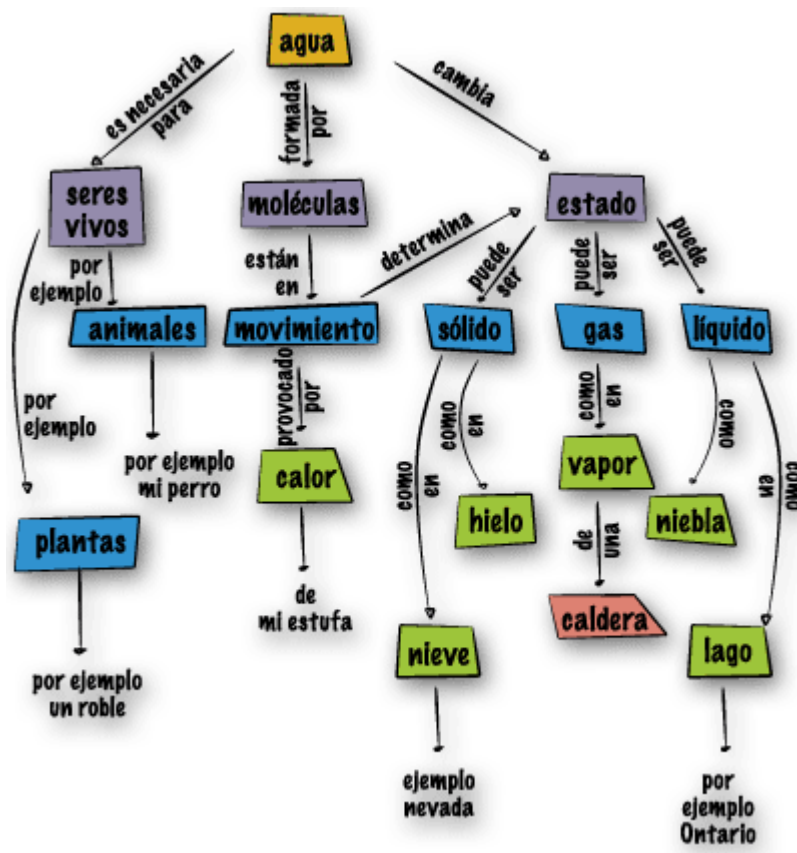 agua
es necesaria
para
formada
por
cambia
seres
vivos
moléculas
estado
por
ejemplo
están
en
determina
puede
ser
puede
ser
puede
ser
animales
movimiento
sólido
gas
líquido
por
ejemplo
por ejemplo
mi perro
provocado
por
como
en
como
en
como
en
como
como
en
calor
vapor
hielo
niebla
plantas
de
mi estufa
de
una
caldera
nieve
lago
por ejemplo
un roble
ejemplo
nevada
por
ejemplo
Ontario